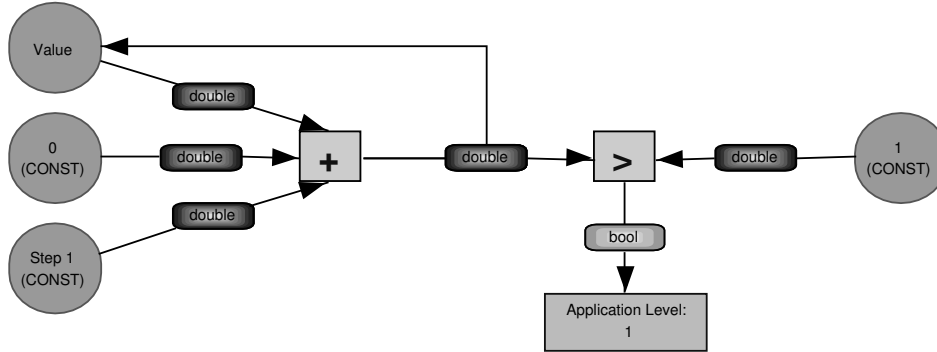 Value
double
0
(CONST)
double
+
double
>
double
1
(CONST)
double
Step 1
(CONST)
bool
Application Level:
1